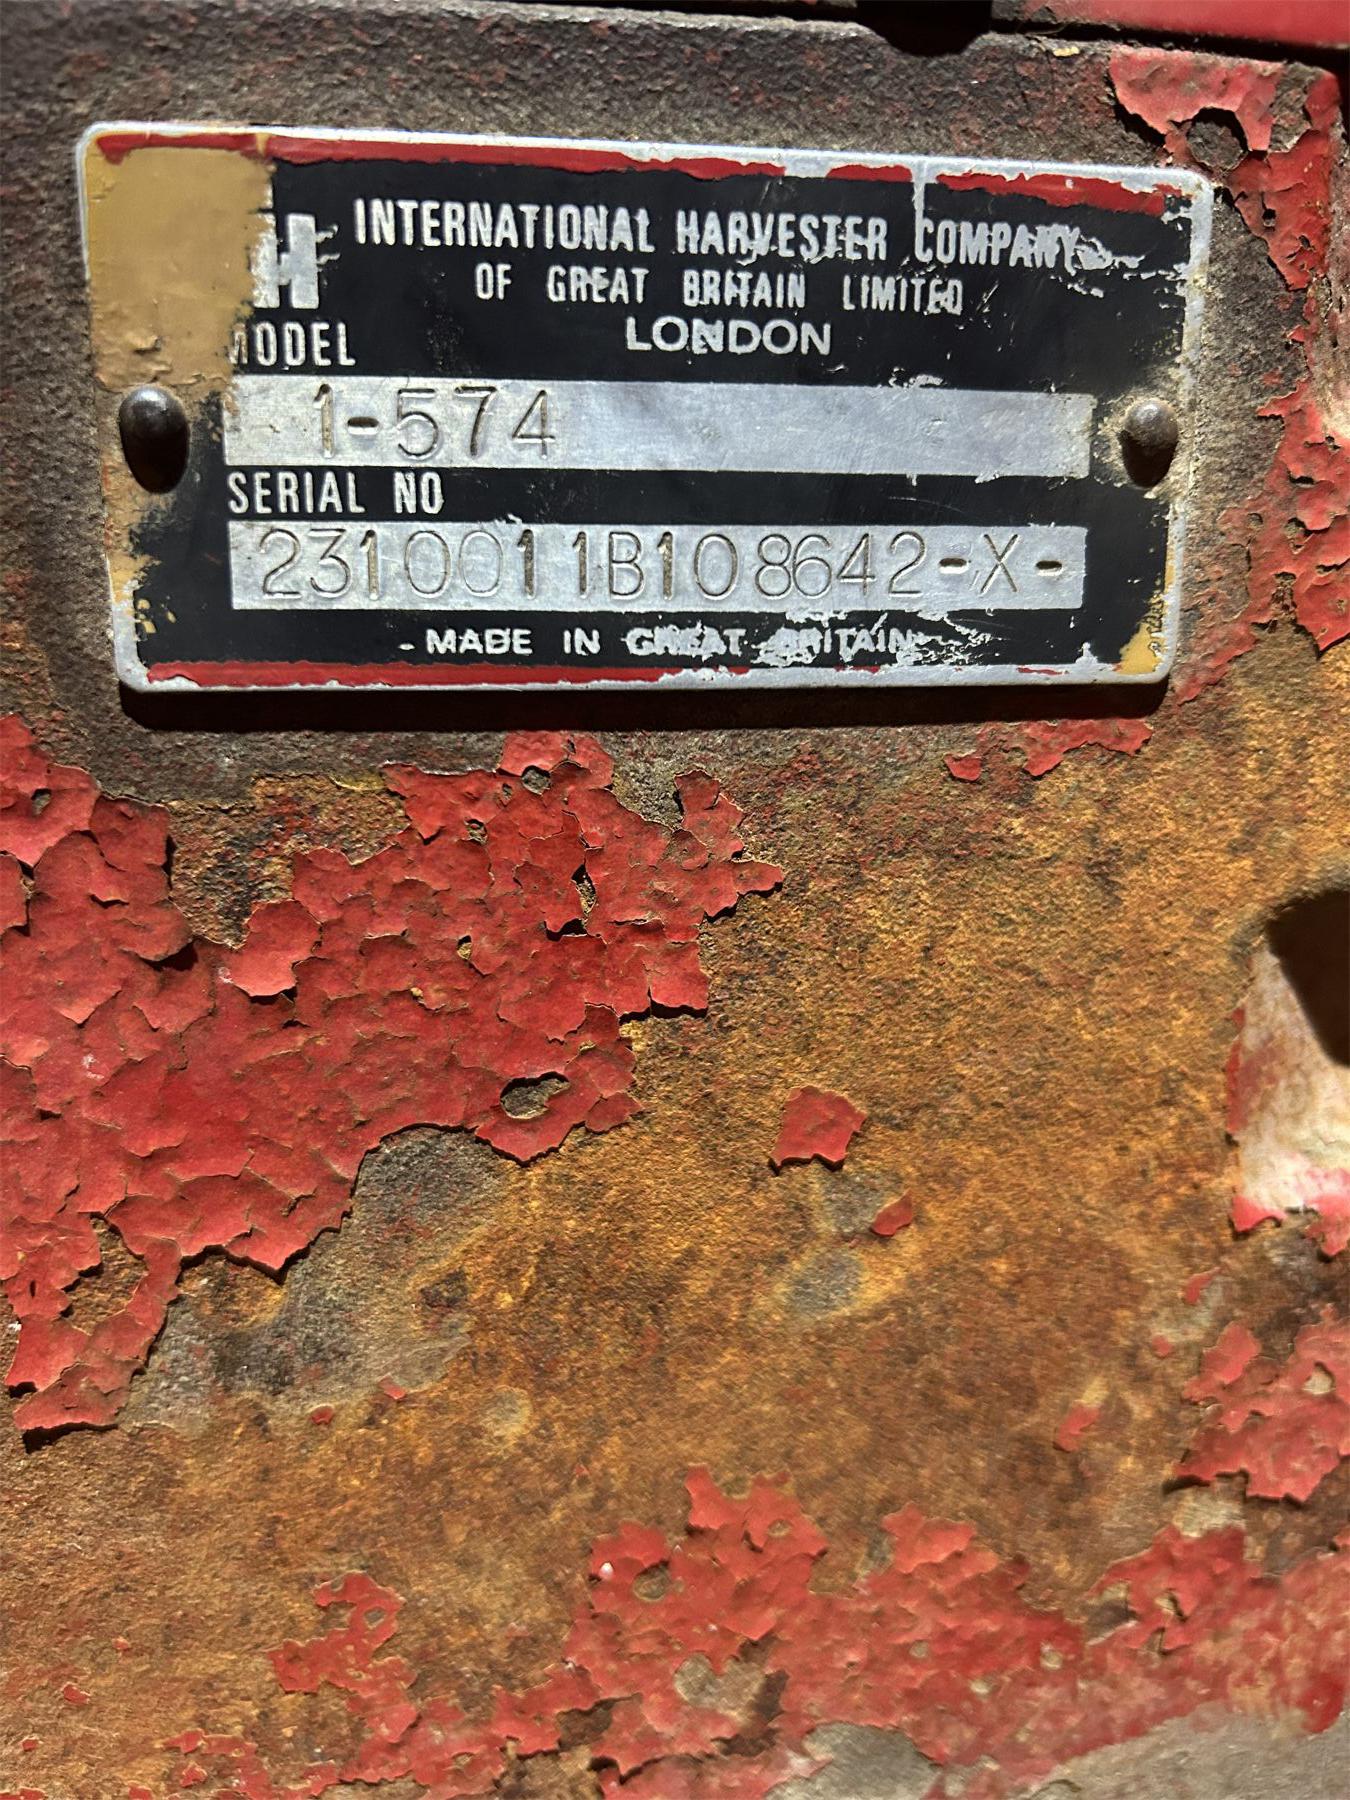 IH INTERNATIONAL HARVESTER COMPANY
OF GREAT BRITAIN LIMITED
LONDON
MODEL
1-574
SERIAL NO
2310011B108642-X-
MADE IN GREAT BRITAIN